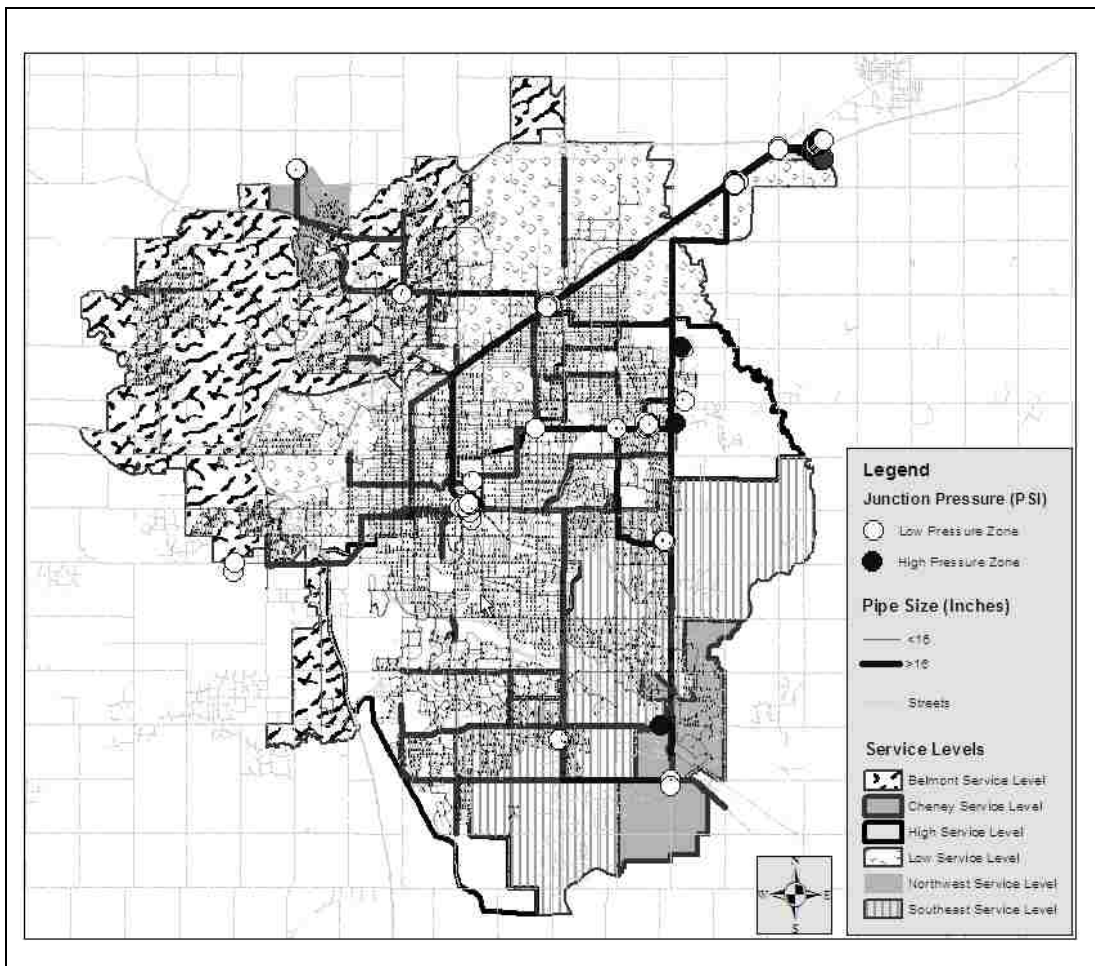 Legend
Junction Pressure (PSI)
Low Pressure Zone
High Pressure Zone
Pipe Size (Inches)
<16
>16
Streets
Service Levels
Belmont Service Level
Cheney Service Level
High Service Level
Low Service Level
Northwest Service Level
Southeast Service Level
N
W E
S